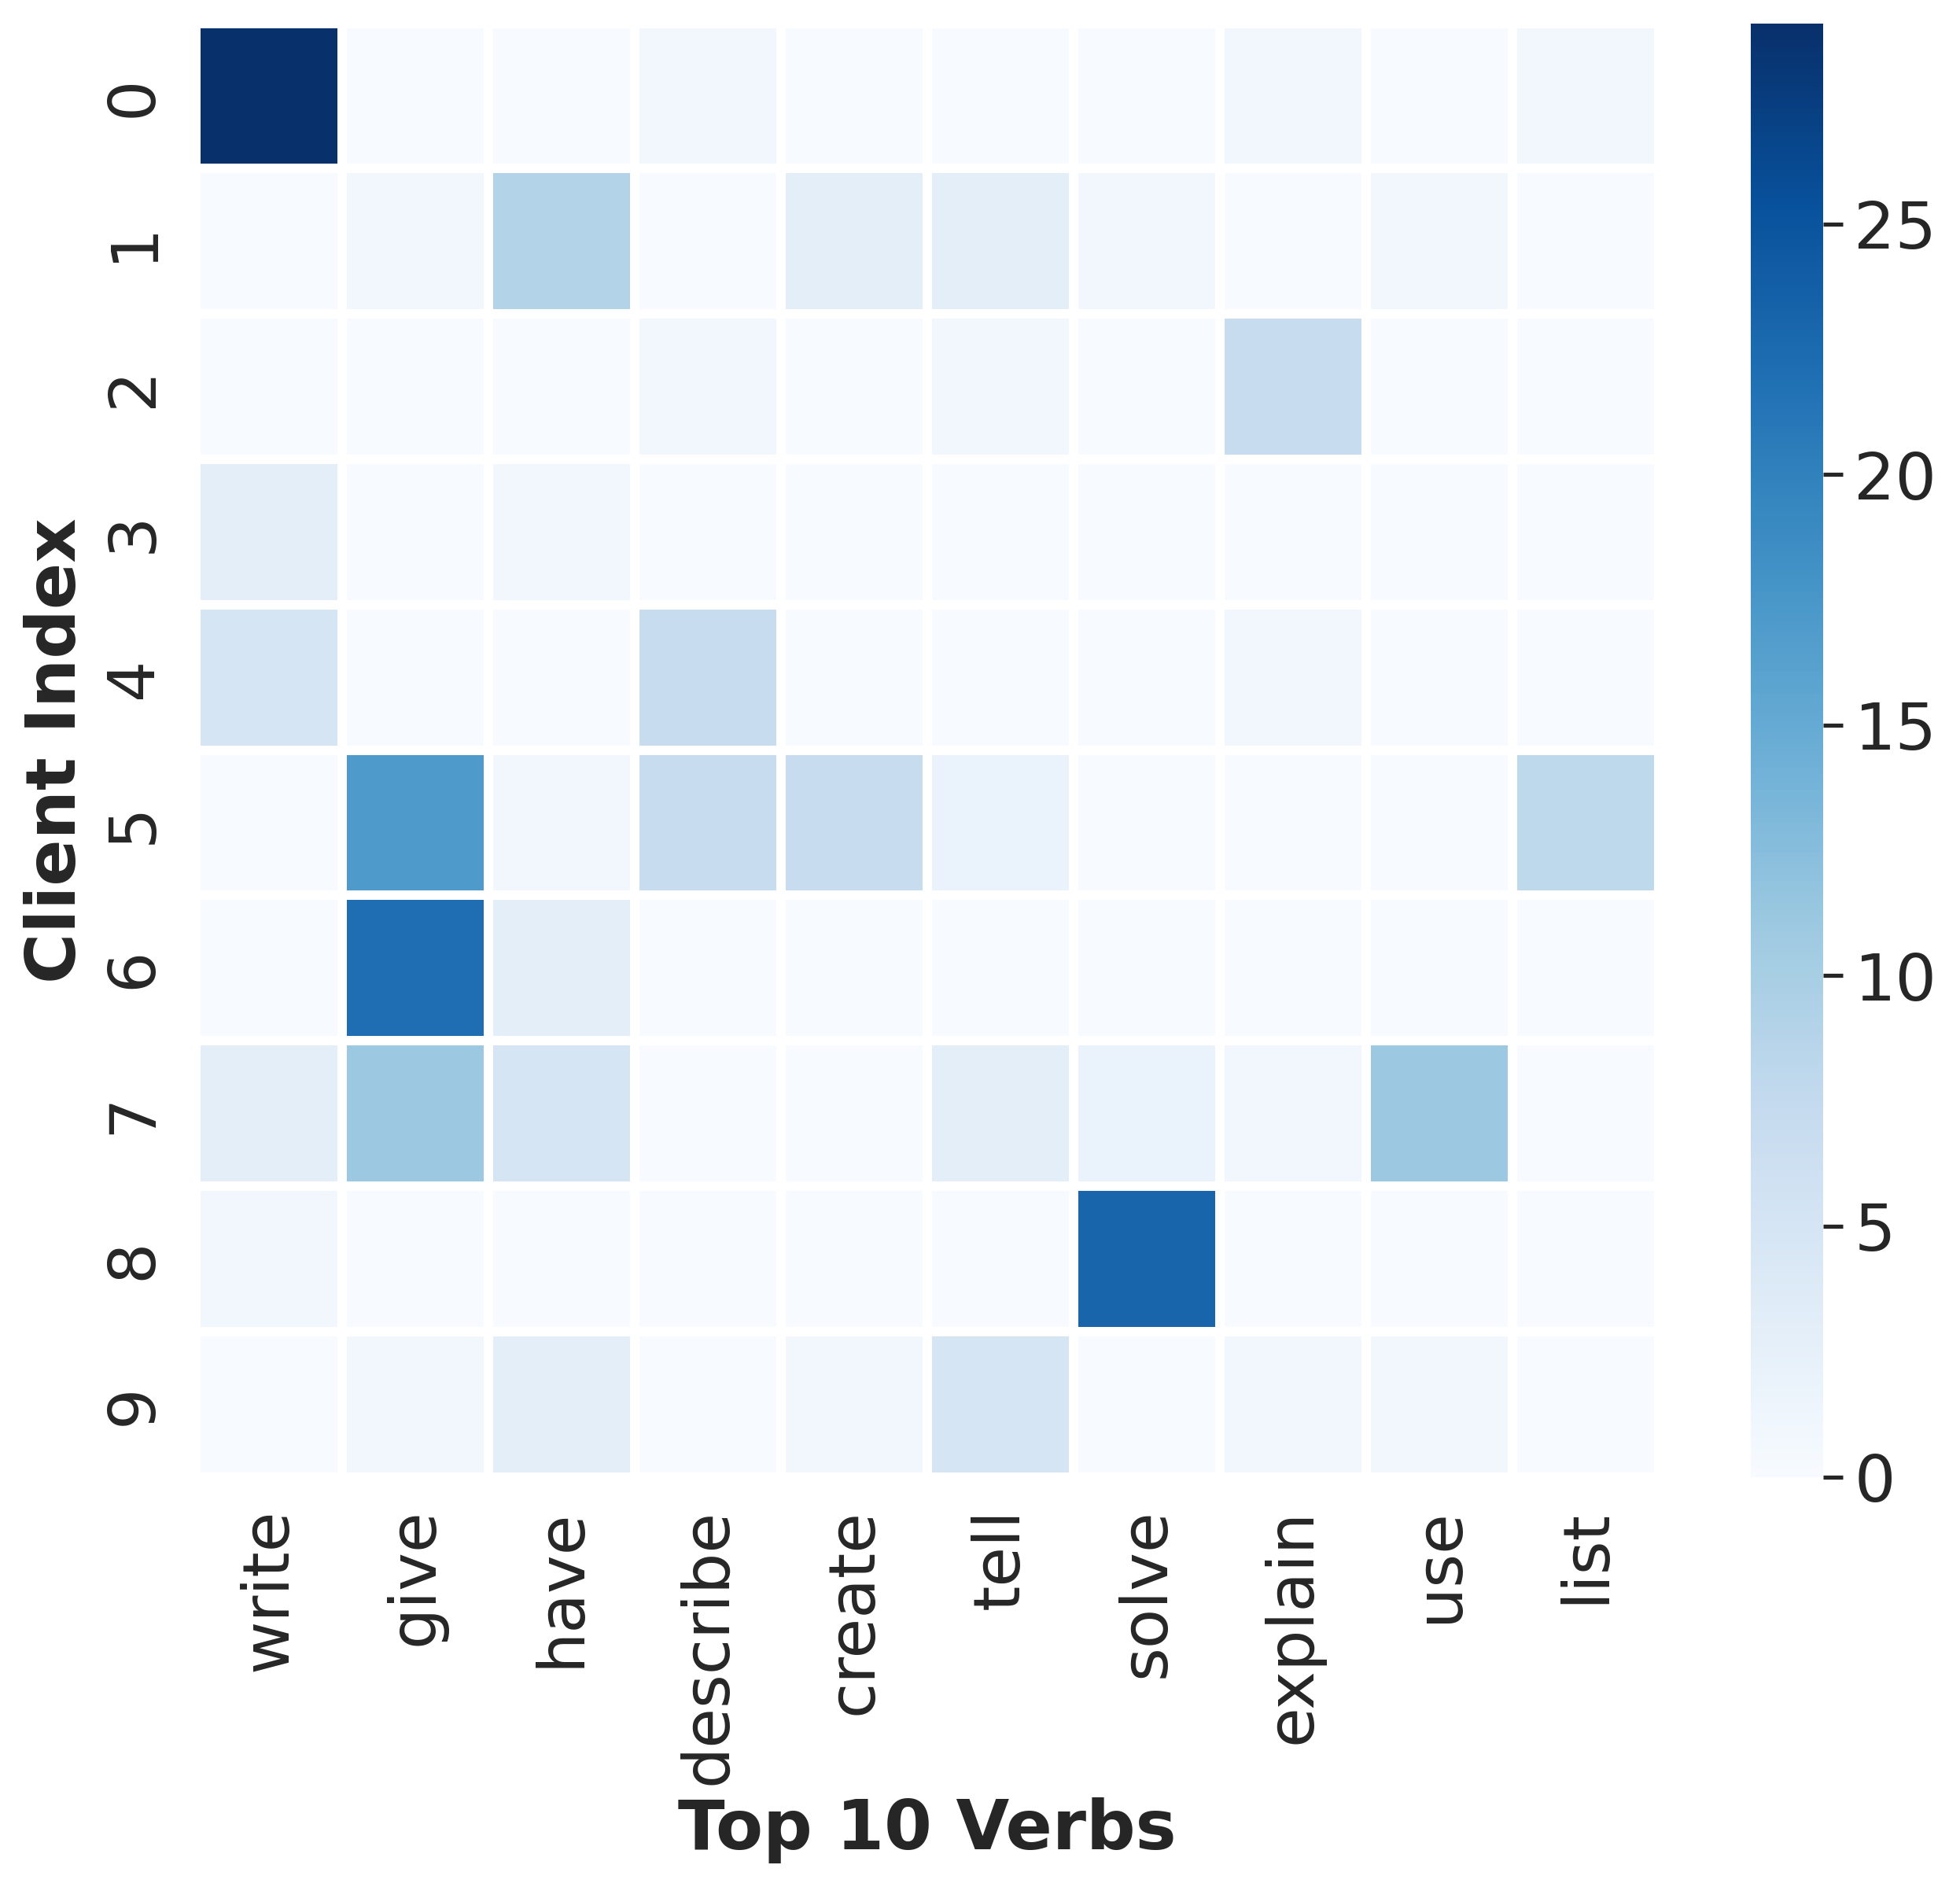 Client Index
0
1
2
3
4
5
6
7
8
9
write
give
have
describe
create
tell
solve
explain
use
list
Top 10 Verbs
25
20
15
10
5
0